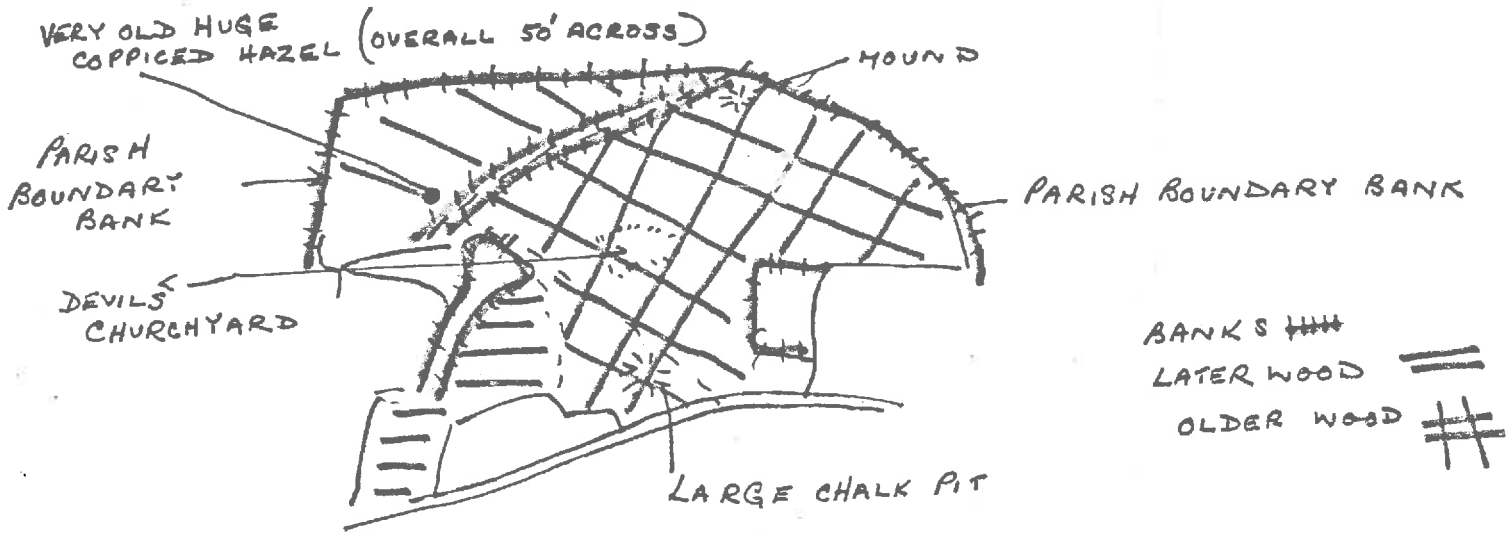 VERY OLD HUGE
COPPICED HAZEL (OVERALL 50' ACROSS)
MOUND
PARISH
BOUNDARY
BANK
PARISH BOUNDARY BANK
DEVILS'
CHURCHYARD
BANKS
LATER WOOD
OLDER WOOD
LARGE CHALK PIT